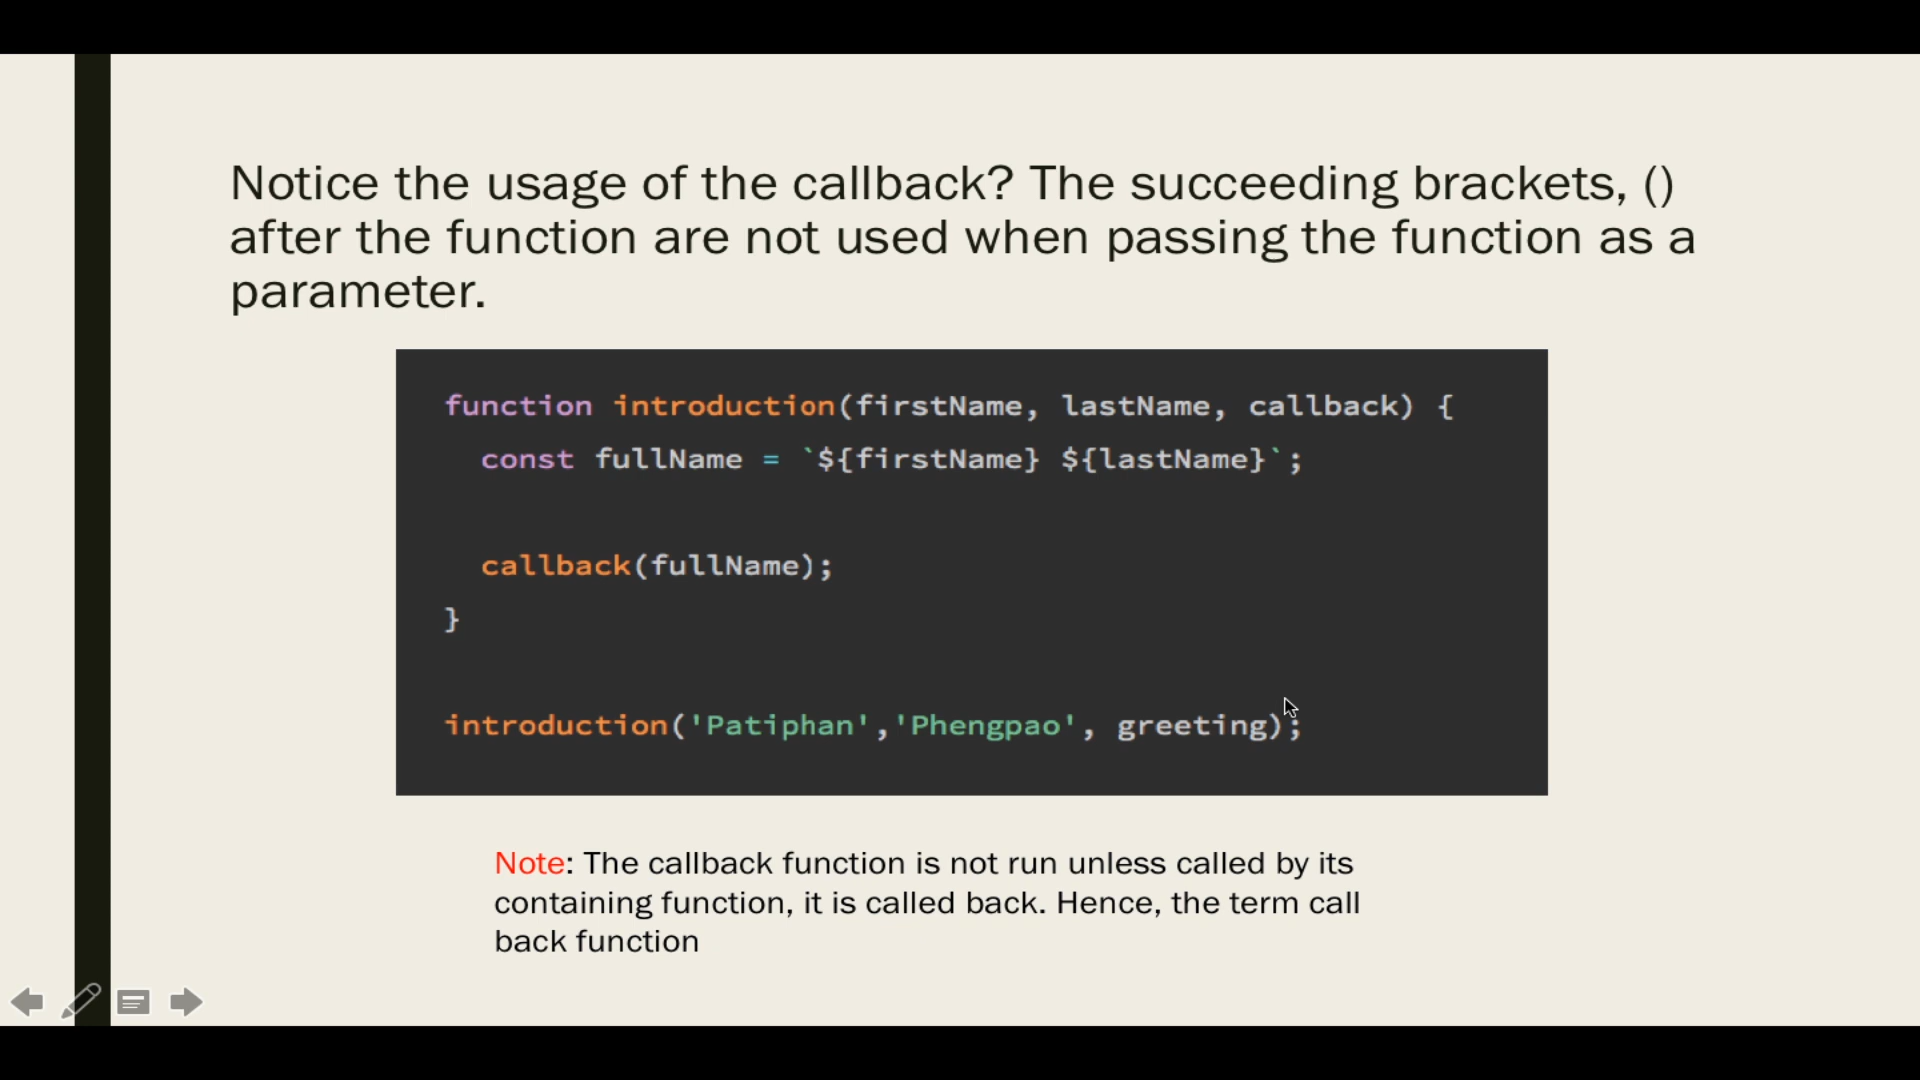 Notice the usage of the callback? The succeeding brackets, ()
after the function are not used when passing the function as a
parameter.
function introduction(firstName, lastName, callback) {
  const fullName = `${firstName} ${lastName}`;
  callback(fullName);
}
introduction('Patiphan','Phengpao', greeting);
Note: The callback function is not run unless called by its
containing function, it is called back. Hence, the term call
back function